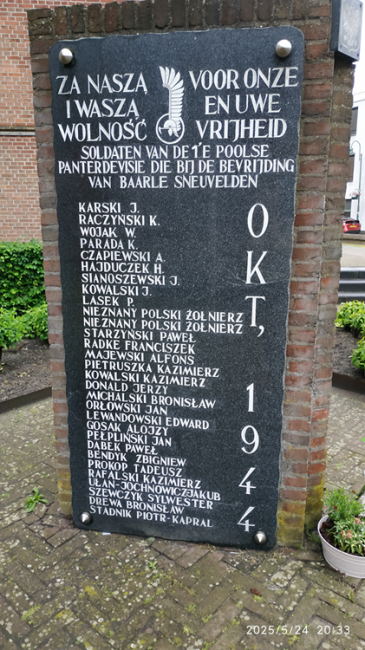 ZA NASZĄ
I WASZĄ
WOLNOŚĆ
VOOR ONZE
EN UWE
VRIJHEID
SOLDATEN VAN DE 1'E POOLSE
PANTERDEVISIE DIE BIJ DE BEVRIJDING
VAN BAARLE SNEUVELDEN
KARSKI J.
RACZYŃSKI K.
WOJAK W.
PARADA K.
CZAPIEWSKI A.
HAJDUCZEK H.
SIANOSZEWSKI J.
KOWALSKI J.
LASEK P.
NIEZNANY POLSKI ŻOŁNIERZ
NIEZNANY POLSKI ŻOŁNIERZ
STARZYŃSKI PAWEŁ
RADKE FRANCISZEK
MAJEWSKI ALFONS
PIETRUSZKA KAZIMIERZ
KOWALSKI KAZIMIERZ
DONALD JERZY
MICHALSKI BRONISŁAW
ORŁOWSKI JAN
LEWANDOWSKI EDWARD
GOSAK ALOJZY
PEŁPLIŃSKI JAN
DĄBEK PAWEŁ
BENDYK ZBIGNIEW
PROKOP TADEUSZ
RAFALSKI KAZIMIERZ
UŁAN-JOCHNOWICZ JAKUB
SZEWCZYK SYLWESTER
DREWA BRONISŁAW
STADNIK PIOTR-KAPRAL
OKT, 1944
2025/5/24 20:33